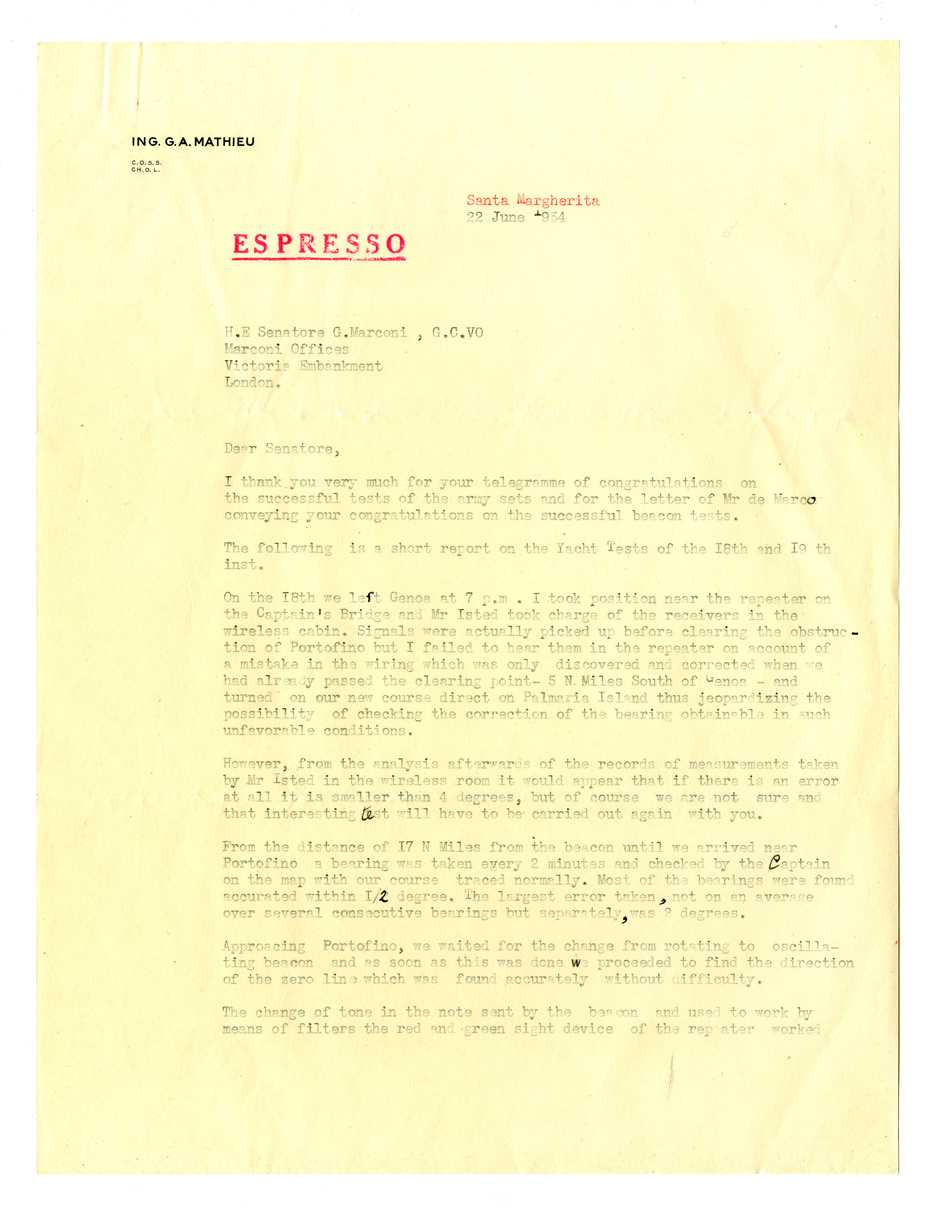 ING. G.A. MATHIEU
C.O.S.S.
CH.O.L.
Santa Margherita
22 June 1934
ESPRESSO
H.E Senatore G.Marconi , G.C.VO
Marconi Offices
Victoria Embankment
London.
Dear Senatore,
I thank you very much for your telegramme of congratulations on
the successful tests of the army sets and for the letter of Mr de Marco
conveying your congratulations on the successful beacon tests.
The following is a short report on the Yacht Tests of the I8th and I9 th
inst.
On the I8th we left Genoa at 7 p.m . I took position near the repeater on
the Captain's Bridge and Mr Isted took charge of the receivers in the
wireless cabin. Signals were actually picked up before clearing the obstruc-
tion of Portofino but I failed to hear them in the repeater on account of
a mistake in the wiring which was only discovered and corrected when we
had already passed the clearing point- 5 N.Miles South of Genoa - and
turned on our new course direct on Palmaria Island thus jeopardizing the
possibility of checking the correction of the bearing obtainable in such
unfavorable conditions.
However, from the analysis afterwards of the records of measurements taken
by Mr Isted in the wireless room it would appear that if there is an error
at all it is smaller than 4 degrees, but of course we are not sure and
that interesting test will have to be carried out again with you.
From the distance of I7 N Miles from the beacon until we arrived near
Portofino a bearing was taken every 2 minutes and checked by the Captain
on the map with our course traced normally. Most of the bearings were found
accurated within I/2 degree. The largest error taken, not on an average
over several consecutive bearings but separately, was 2 degrees.
Approaching Portofino, we waited for the change from rotating to oscilla-
ting beacon and as soon as this was done we proceeded to find the direction
of the zero line which was found accurately without difficulty.
The change of tone in the note sent by the beacon and used to work by
means of filters the red and green sight device of the repeater worked